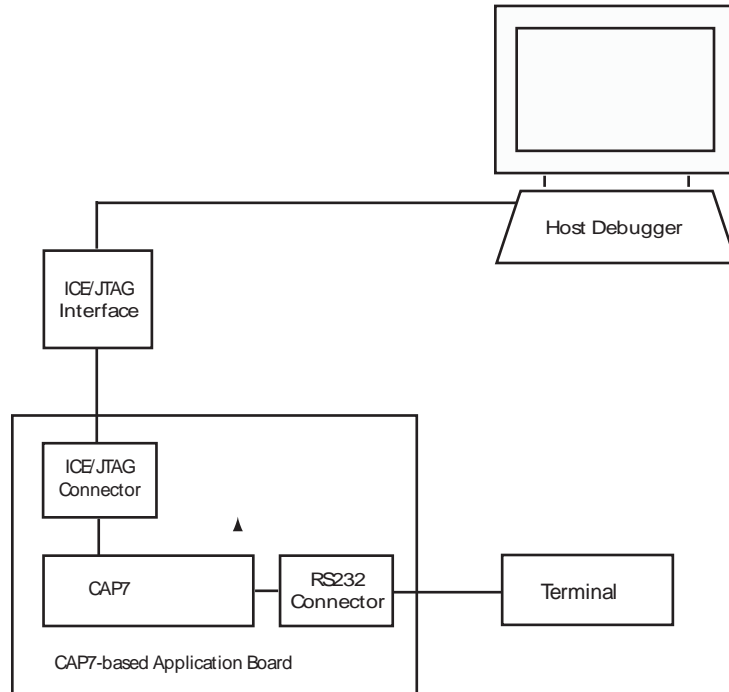 Host Debugger
ICE/JTAG
Interface
ICE/JTAG
Connector
CAP7
RS232
Connector
Terminal
CAP7-based Application Board